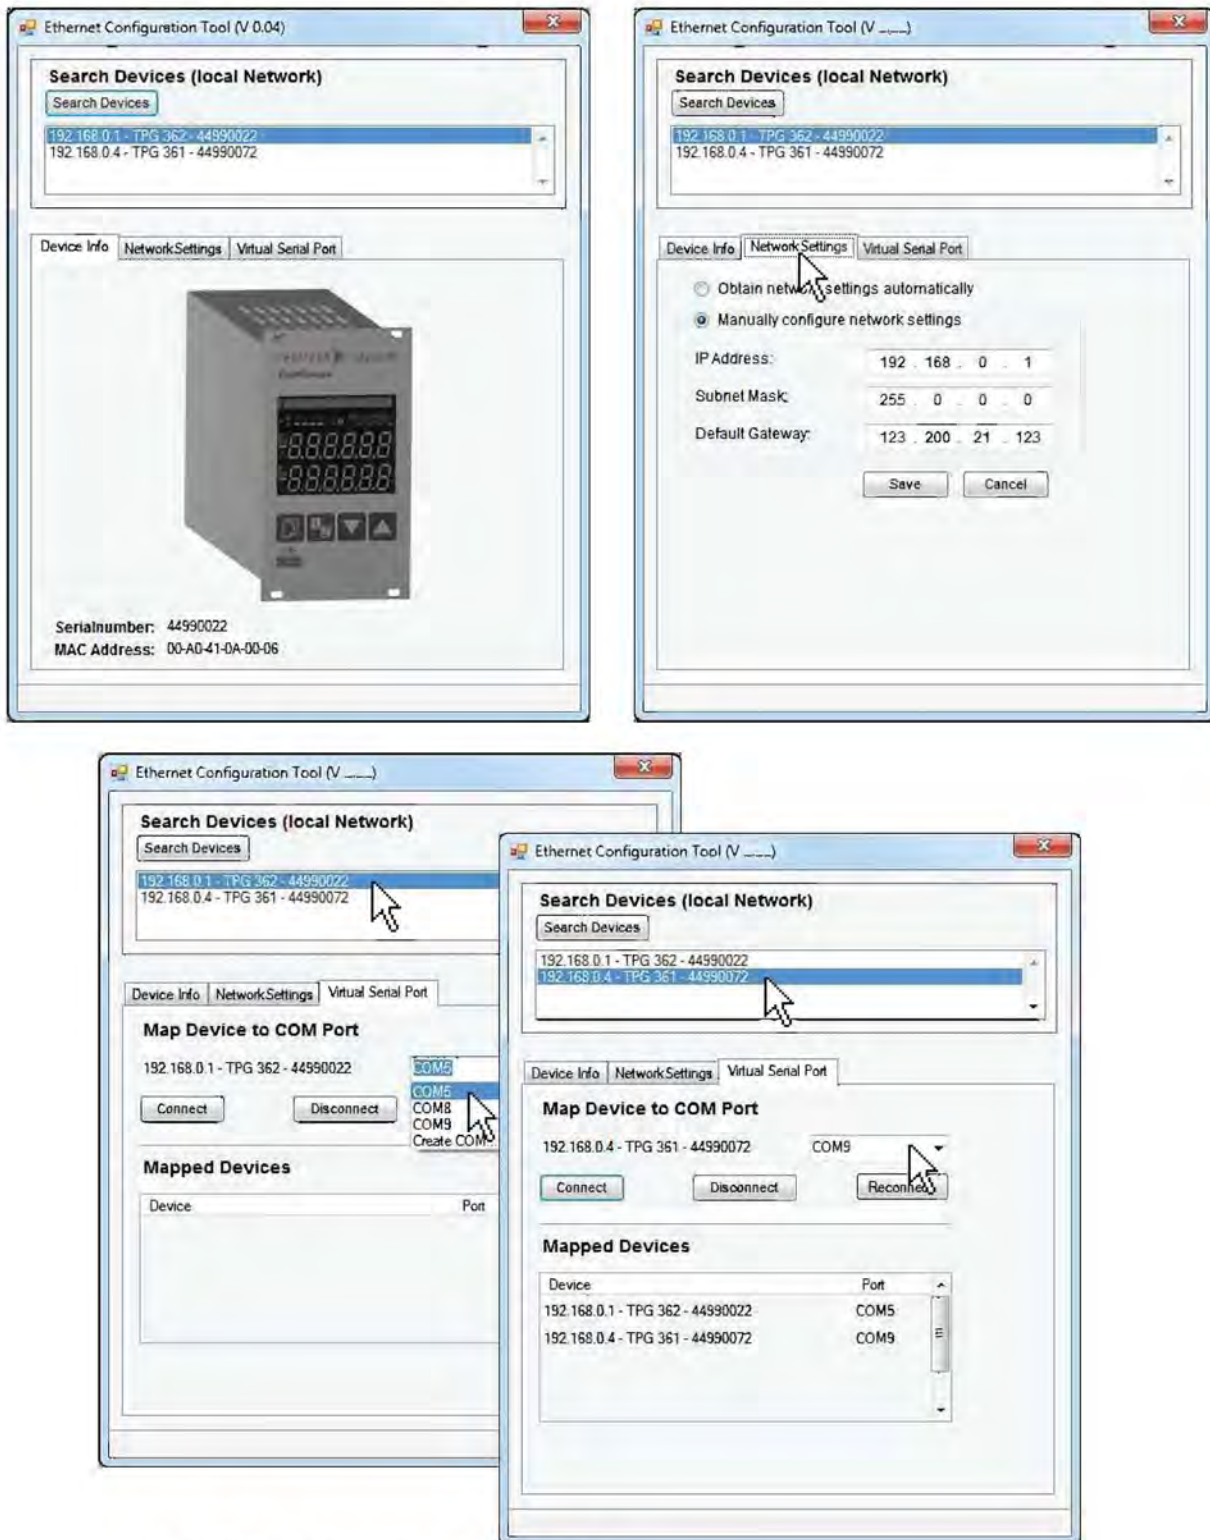 Ethernet Configuration Tool (V 0.04)
Search Devices (local Network)
Search Devices
192.168.0.1 - TPG 362 - 44990022
192.168.0.4 - TPG 361 - 44990072
Device Info Network Settings Virtual Serial Port
Serialnumber: 44990022
MAC Address: 00-A0-41-0A-00-06
Ethernet Configuration Tool (V ......)
Search Devices (local Network)
Search Devices
192.168.0.1 - TPG 362 - 44990022
192.168.0.4 - TPG 361 - 44990072
Device Info Network Settings Virtual Serial Port
Obtain network settings automatically
Manually configure network settings
IP Address: 192 . 168 . 0 . 1
Subnet Mask: 255 . 0 . 0 . 0
Default Gateway: 123 . 200 . 21 . 123
Save Cancel
Ethernet Configuration Tool (V ......)
Search Devices (local Network)
Search Devices
192.168.0.1 - TPG 362 - 44990022
192.168.0.4 - TPG 361 - 44990072
Device Info Network Settings Virtual Serial Port
Map Device to COM Port
192.168.0.1 - TPG 362 - 44990022 COM5
COM5
Connect Disconnect COM8
COM9
Create COM
Mapped Devices
Device Port
Ethernet Configuration Tool (V ......)
Search Devices (local Network)
Search Devices
192.168.0.1 - TPG 362 - 44990022
192.168.0.4 - TPG 361 - 44990072
Device Info Network Settings Virtual Serial Port
Map Device to COM Port
192.168.0.4 - TPG 361 - 44990072 COM9
Connect Disconnect Reconnect
Mapped Devices
Device Port
192.168.0.1 - TPG 362 - 44990022 COM5
192.168.0.4 - TPG 361 - 44990072 COM9